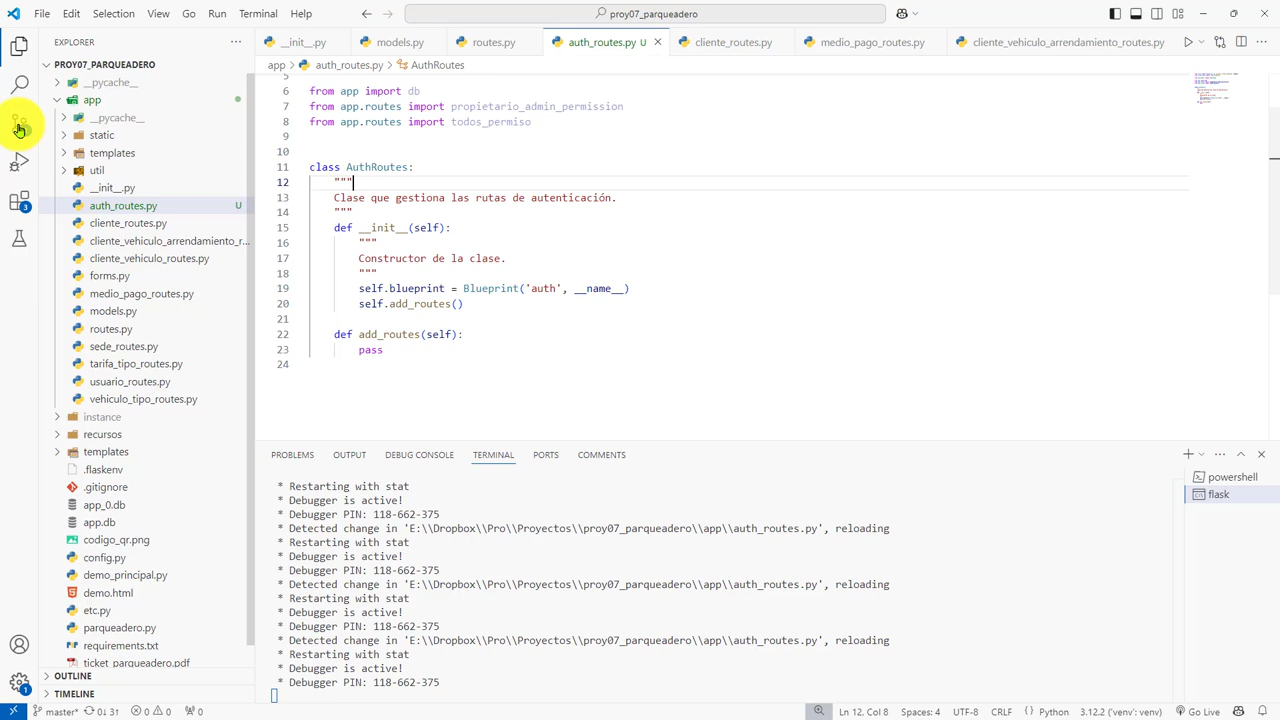 File Edit Selection View Go Run Terminal Help
proy07_parqueadero
EXPLORER
__init__.py
models.py
routes.py
auth_routes.py U
cliente_routes.py
medio_pago_routes.py
cliente_vehiculo_arrendamiento_routes.py
app > auth_routes.py > AuthRoutes
PROY07_PARQUEADERO
__pycache__
app
__pycache__
static
templates
util
__init__.py
auth_routes.py U
cliente_routes.py
cliente_vehiculo_arrendamiento_r...
cliente_vehiculo_routes.py
forms.py
medio_pago_routes.py
models.py
routes.py
sede_routes.py
tarifa_tipo_routes.py
usuario_routes.py
vehiculo_tipo_routes.py
instance
recursos
templates
.flaskenv
.gitignore
app_0.db
app.db
codigo_qr.png
config.py
demo_principal.py
demo.html
etc.py
parqueadero.py
requirements.txt
ticket_parqueadero.pdf
OUTLINE
TIMELINE
3
1
5
6 from app import db
7 from app.routes import propietario_admin_permission
8 from app.routes import todos_permiso
9
10
11 class AuthRoutes:
12 """
13 Clase que gestiona las rutas de autenticación.
14 """
15 def __init__(self):
16 """
17 Constructor de la clase.
18 """
19 self.blueprint = Blueprint('auth', __name__)
20 self.add_routes()
21
22 def add_routes(self):
23 pass
24
PROBLEMS OUTPUT DEBUG CONSOLE TERMINAL PORTS COMMENTS
* Restarting with stat
* Debugger is active!
* Debugger PIN: 118-662-375
* Detected change in 'E:\\Dropbox\\Pro\\Proyectos\\proy07_parqueadero\\app\\auth_routes.py', reloading
* Restarting with stat
* Debugger is active!
* Debugger PIN: 118-662-375
* Detected change in 'E:\\Dropbox\\Pro\\Proyectos\\proy07_parqueadero\\app\\auth_routes.py', reloading
* Restarting with stat
* Debugger is active!
* Debugger PIN: 118-662-375
* Detected change in 'E:\\Dropbox\\Pro\\Proyectos\\proy07_parqueadero\\app\\auth_routes.py', reloading
* Restarting with stat
* Debugger is active!
* Debugger PIN: 118-662-375
powershell
flask
master* 0↓ 3↑ 0 0 0 Ln 12, Col 8 Spaces: 4 UTF-8 CRLF { } Python 3.12.2 ('venv': venv) Go Live